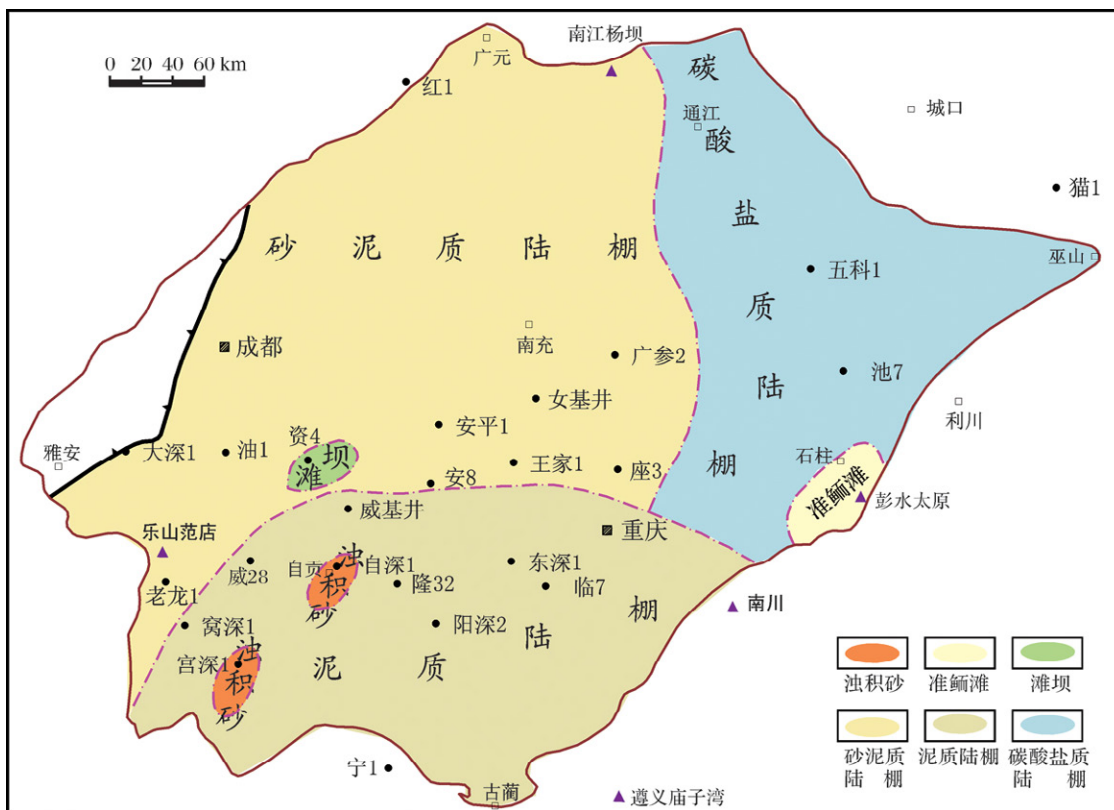 0 20 40 60 km
广元
南江杨坝
红1
碳酸盐质陆棚
通江
城口
猫1
巫山
砂泥质陆棚
五科1
成都
南充
广参2
池7
女基井
利川
安平1
雅安
大深1
油1
资4
滩坝
王家1
安8
座3
石柱
准鲕滩
彭水太原
威基井
重庆
乐山范店
威28
自贡
自深1
浊积砂
东深1
老龙1
隆32
临7
南川
窝深1
阳深2
宫深1
浊积砂
泥质陆棚
宁1
古蔺
遵义庙子湾
浊积砂
准鲕滩
滩坝
砂泥质
陆 棚
泥质陆棚
碳酸盐质
陆 棚